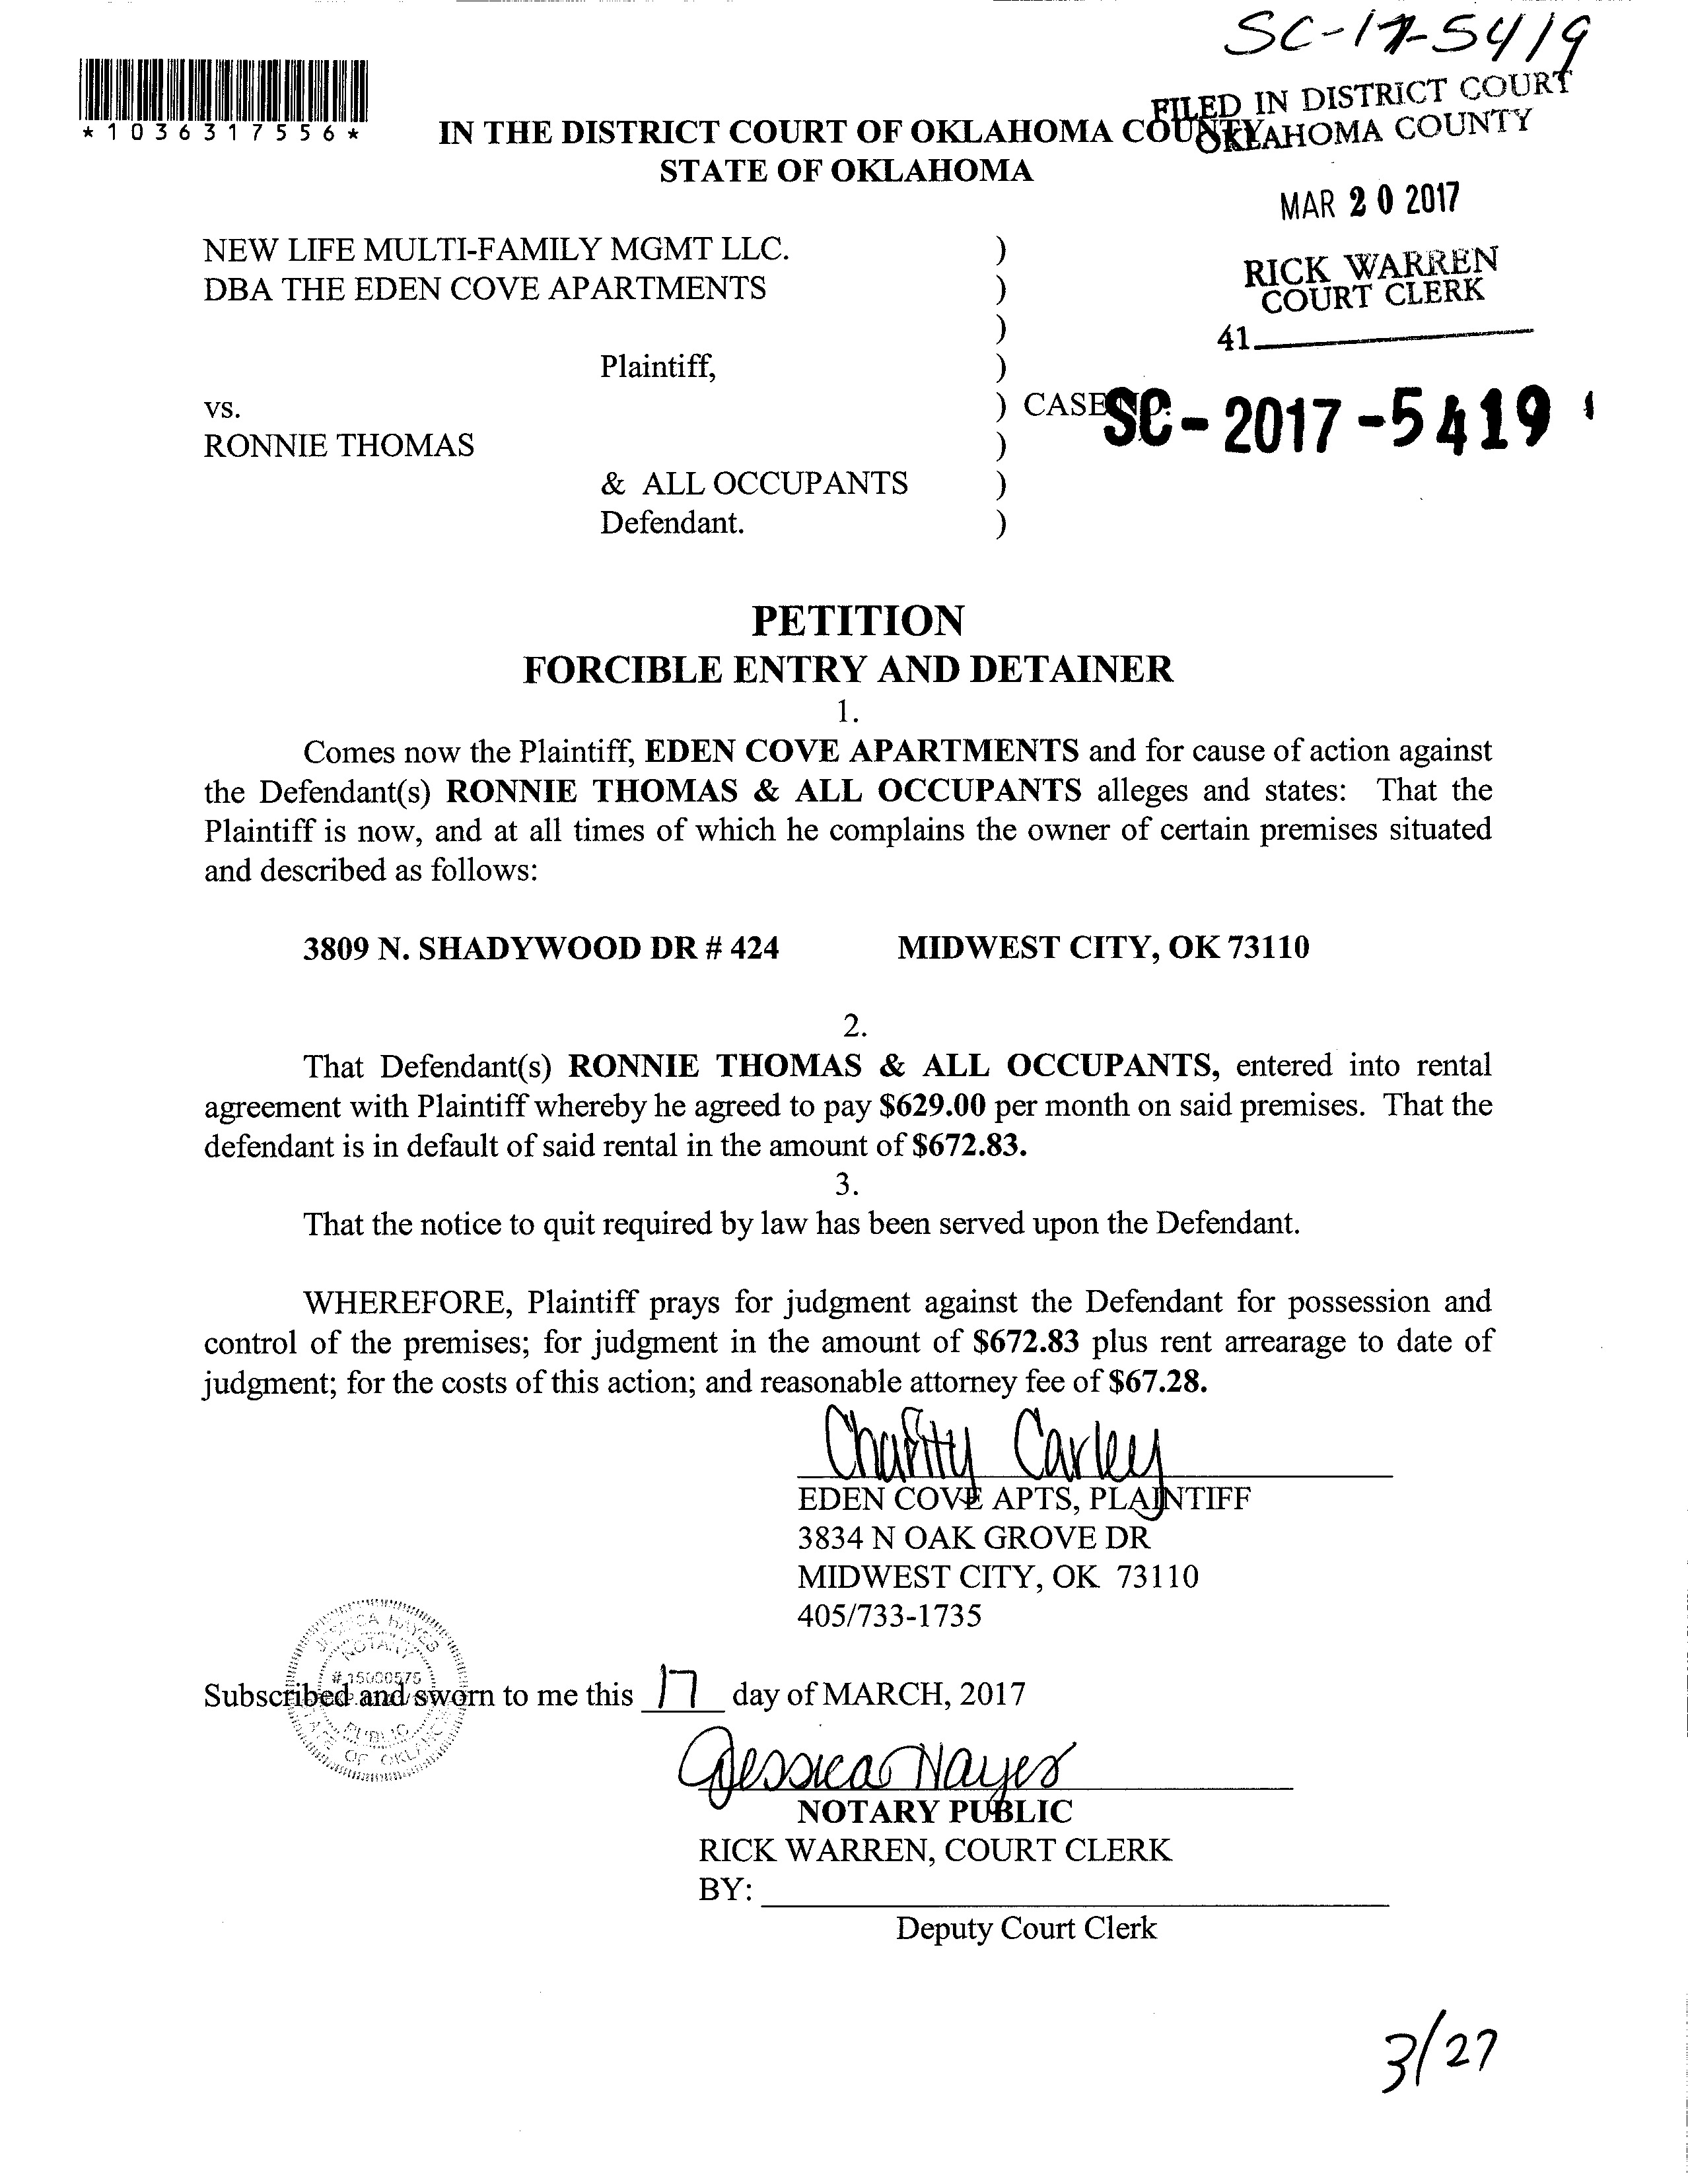 SC-17-5419
*1036317556*
FILED IN DISTRICT COURT
OKLAHOMA COUNTY
IN THE DISTRICT COURT OF OKLAHOMA COUNTY
STATE OF OKLAHOMA
MAR 20 2017
RICK WARREN
COURT CLERK
41
NEW LIFE MULTI-FAMILY MGMT LLC. )
DBA THE EDEN COVE APARTMENTS )
)
Plaintiff, )
vs. ) CASE NO.
SC-2017-5419
RONNIE THOMAS )
& ALL OCCUPANTS )
Defendant. )
PETITION
FORCIBLE ENTRY AND DETAINER
1.
Comes now the Plaintiff, EDEN COVE APARTMENTS and for cause of action against
the Defendant(s) RONNIE THOMAS & ALL OCCUPANTS alleges and states: That the
Plaintiff is now, and at all times of which he complains the owner of certain premises situated
and described as follows:
3809 N. SHADYWOOD DR # 424 MIDWEST CITY, OK 73110
2.
That Defendant(s) RONNIE THOMAS & ALL OCCUPANTS, entered into rental
agreement with Plaintiff whereby he agreed to pay $629.00 per month on said premises. That the
defendant is in default of said rental in the amount of $672.83.
3.
That the notice to quit required by law has been served upon the Defendant.
WHEREFORE, Plaintiff prays for judgment against the Defendant for possession and
control of the premises; for judgment in the amount of $672.83 plus rent arrearage to date of
judgment; for the costs of this action; and reasonable attorney fee of $67.28.
Charity Carley
EDEN COVE APTS, PLAINTIFF
3834 N OAK GROVE DR
MIDWEST CITY, OK 73110
405/733-1735
JESSICA HAYES
NOTARY
# 15000575
PUBLIC
STATE OF OKLAHOMA
Subscribed and sworn to me this 17 day of MARCH, 2017
Jessica Hayes
NOTARY PUBLIC
RICK WARREN, COURT CLERK
BY:
Deputy Court Clerk
3/27